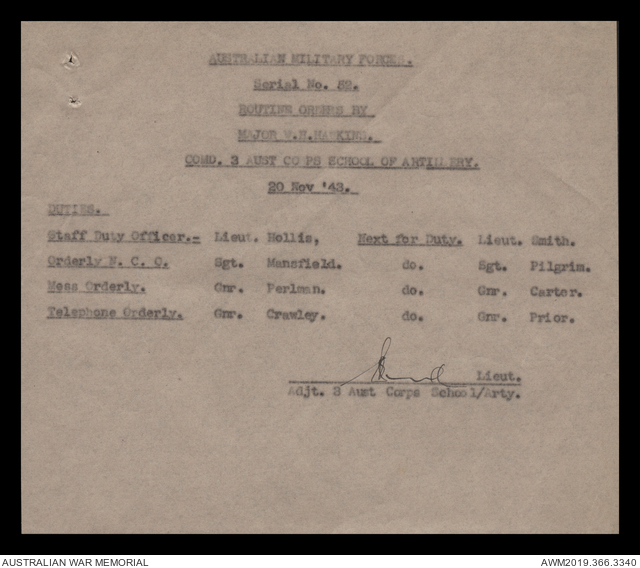 AUSTRALIAN MILITARY FORCES.
Serial No. 52.
ROUTINE ORDERS BY
MAJOR W.H. HASKING.
COMD. 3 AUST CORPS SCHOOL OF ARTILLERY.
20 Nov '43.
DUTIES.
Staff Duty Officer.- Lieut. Hollis, Next for Duty. Lieut. Smith.
Orderly N. C. O. Sgt. Mansfield. do. Sgt. Pilgrim.
Mess Orderly. Gnr. Perlman. do. Gnr. Carter.
Telephone Orderly. Gnr. Crawley. do. Gnr. Prior.
Lieut.
Adjt. 3 Aust Corps School/Arty.
AUSTRALIAN WAR MEMORIAL AWM2019.366.3340